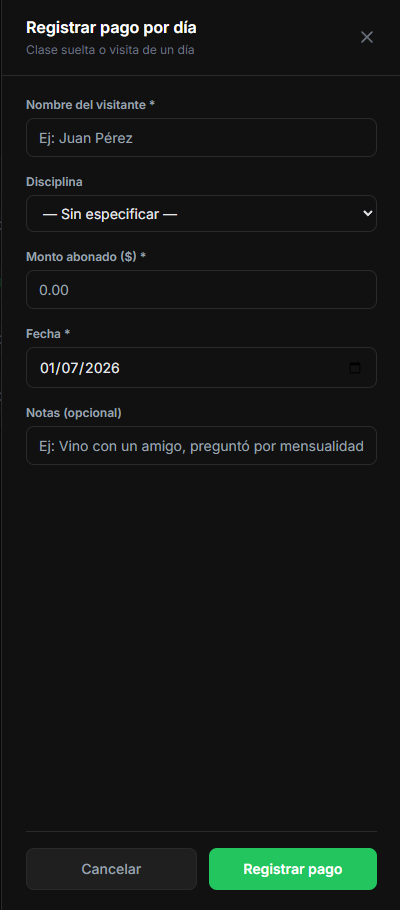 Registrar pago por día
Clase suelta o visita de un día
Nombre del visitante *
Ej: Juan Pérez
Disciplina
— Sin especificar —
Monto abonado ($) *
0.00
Fecha *
01/07/2026
Notas (opcional)
Ej: Vino con un amigo, preguntó por mensualidad
Cancelar
Registrar pago